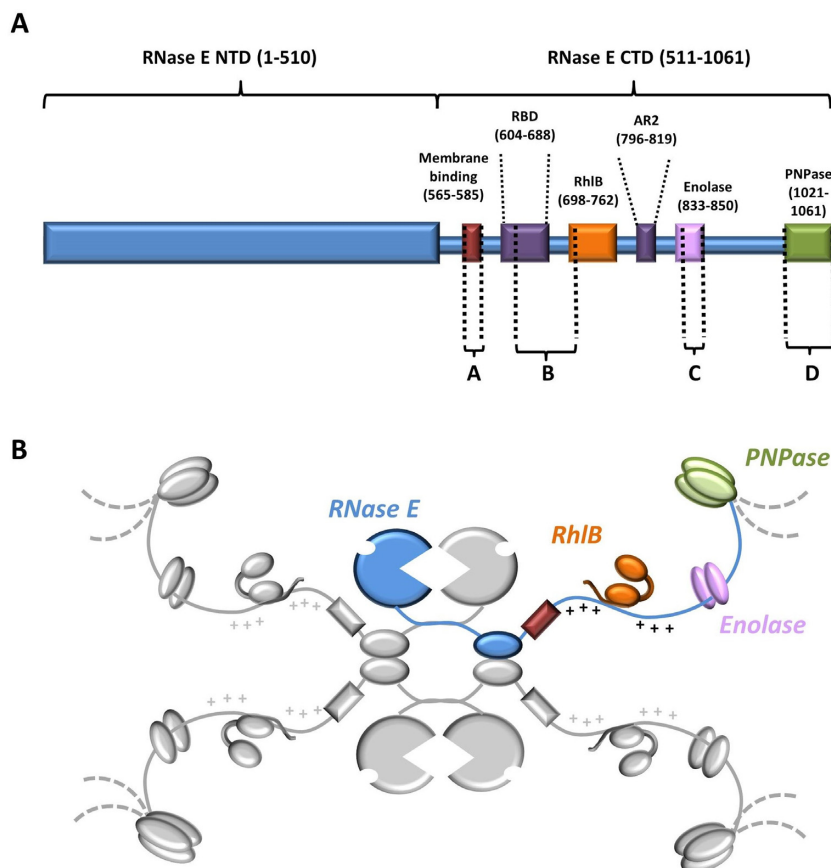 A
RNase E NTD (1-510)
RNase E CTD (511-1061)
RBD
(604-688)
AR2
(796-819)
Membrane
binding
(565-585)
RhlB
(698-762)
Enolase
(833-850)
PNPase
(1021-
1061)
A
B
C
D
B
PNPase
RNase E
RhlB
Enolase
+++
+++
+++
+++
+++
+++
+++
+++